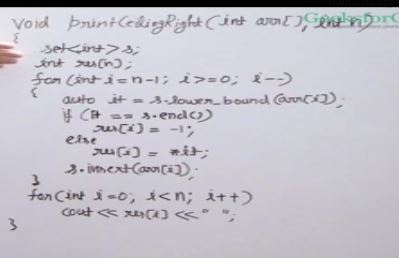 void printCeilingRight(int arr[], int n)
{
set<int> s;
int res[n];
for(int i=n-1; i>=0; i--)
{
auto it = s.lower_bound(arr[i]);
if (it == s.end())
res[i] = -1;
else
res[i] = *it;
s.insert(arr[i]);
}
for(int i=0; i<n; i++)
cout << res[i] << " ";
}